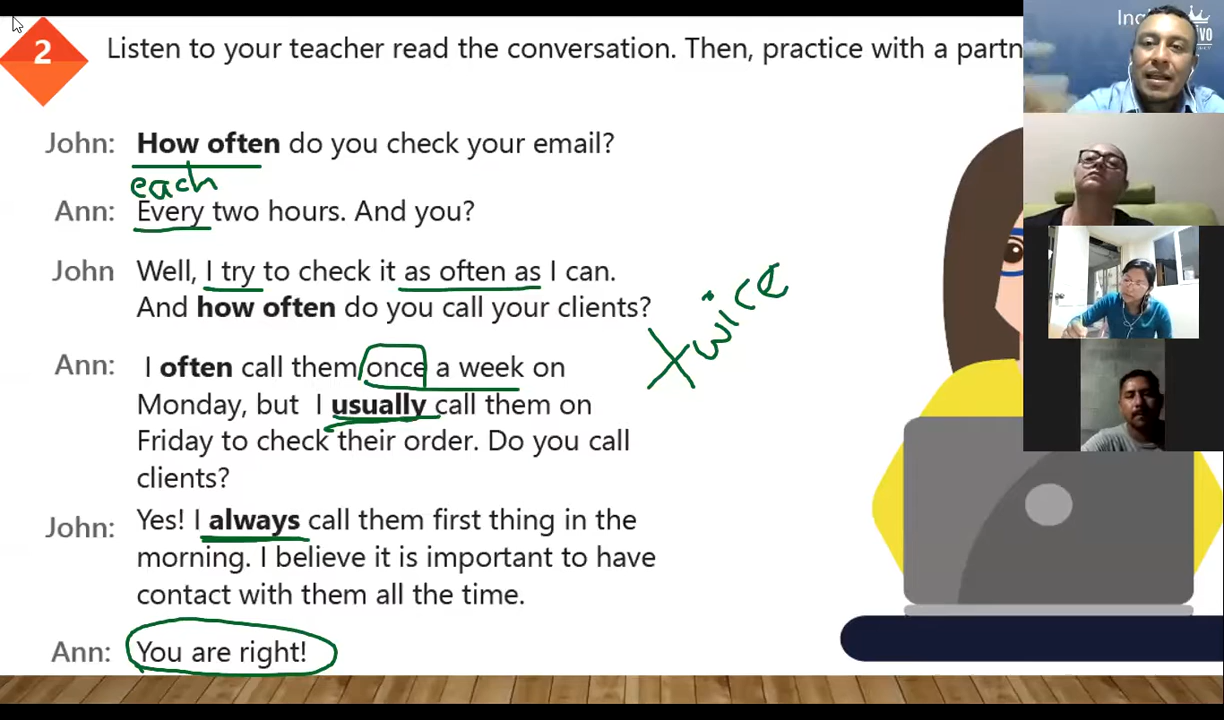 2 Listen to your teacher read the conversation. Then, practice with a partn
John: How often do you check your email?
each
Ann: Every two hours. And you?
John Well, I try to check it as often as I can.
And how often do you call your clients?
twice
Ann: I often call them once a week on
Monday, but I usually call them on
Friday to check their order. Do you call
clients?
John: Yes! I always call them first thing in the
morning. I believe it is important to have
contact with them all the time.
Ann: You are right!